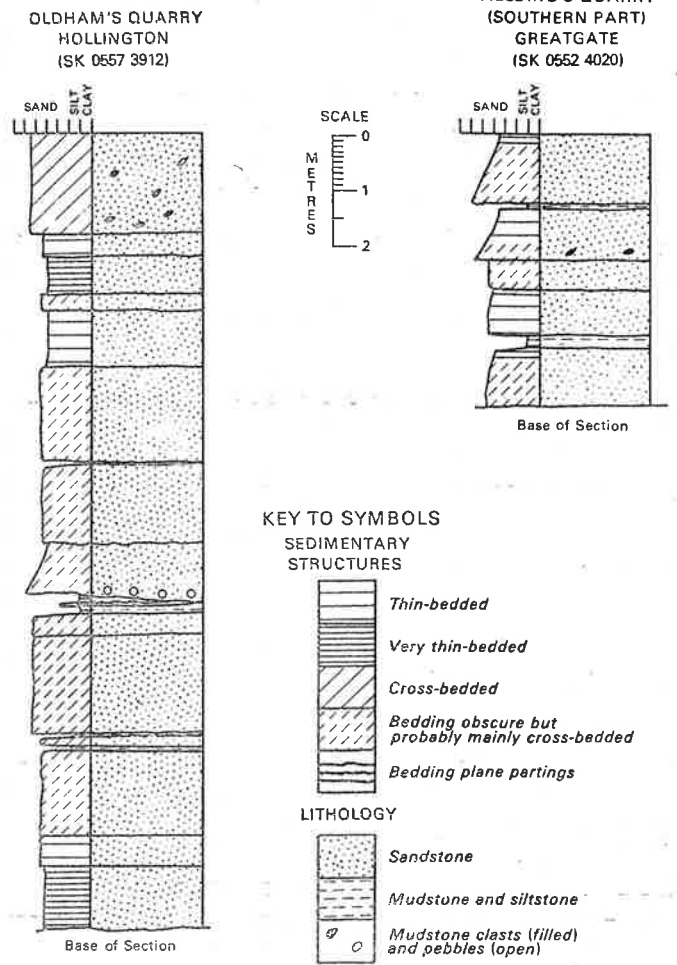 OLDHAM'S QUARRY
HOLLINGTON
(SK 0557 3912)
SAND
SILT
CLAY
Base of Section
SCALE
METRES
0
1
2
QUARRY
(SOUTHERN PART)
GREATGATE
(SK 0552 4020)
SAND
SILT
CLAY
Base of Section
KEY TO SYMBOLS
SEDIMENTARY
STRUCTURES
Thin-bedded
Very thin-bedded
Cross-bedded
Bedding obscure but
probably mainly cross-bedded
Bedding plane partings
LITHOLOGY
Sandstone
Mudstone and siltstone
Mudstone clasts (filled)
and pebbles (open)